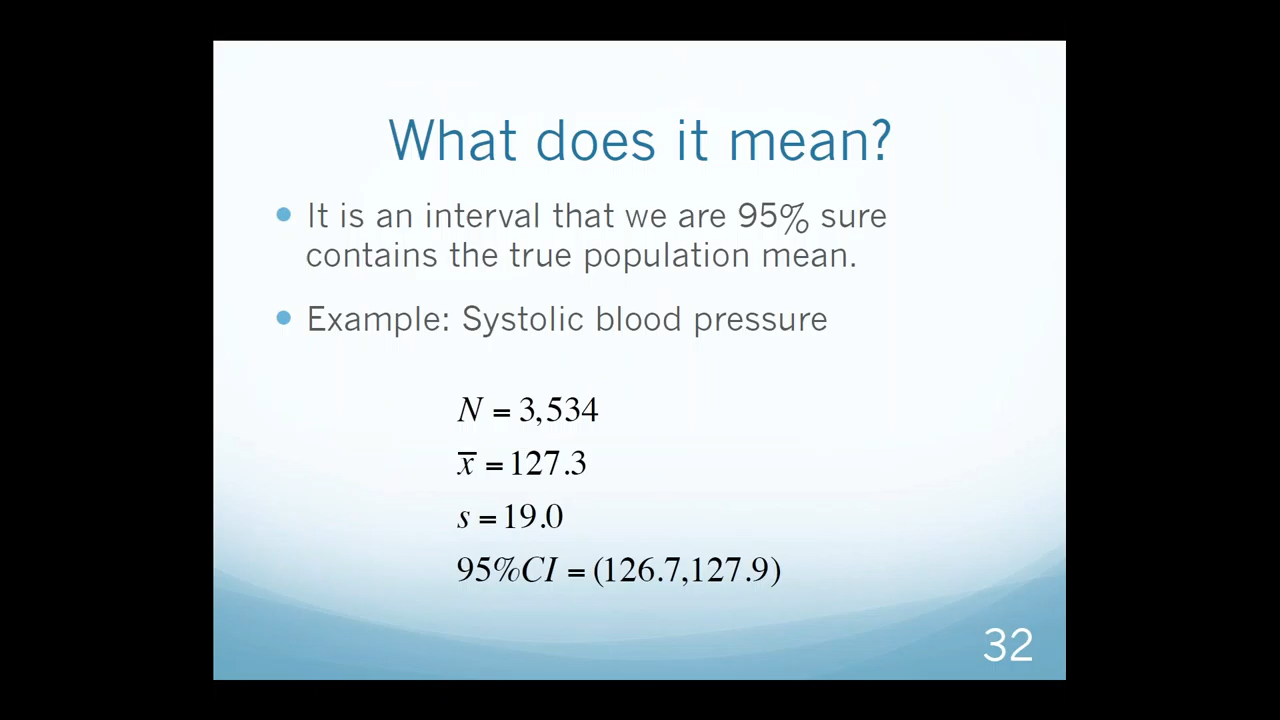 What does it mean?
• It is an interval that we are 95% sure
contains the true population mean.
• Example: Systolic blood pressure
N = 3,534
x̄ = 127.3
s = 19.0
95%CI = (126.7,127.9)
32